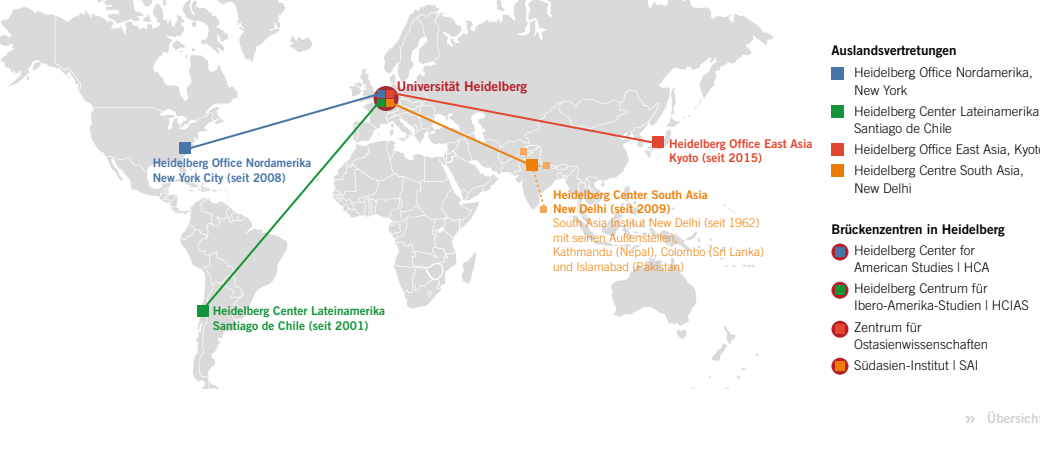 Universität Heidelberg
Heidelberg Office Nordamerika
New York City (seit 2008)
Heidelberg Office East Asia
Kyoto (seit 2015)
Heidelberg Center South Asia
New Delhi (seit 2009)
South Asia Institut New Delhi (seit 1962)
mit seinen Außenstellen
Kathmandu (Nepal), Colombo (Sri Lanka)
und Islamabad (Pakistan)
Heidelberg Center Lateinamerika
Santiago de Chile (seit 2001)
Auslandsvertretungen
Heidelberg Office Nordamerika,
New York
Heidelberg Center Lateinamerika
Santiago de Chile
Heidelberg Office East Asia,
Heidelberg Centre South Asia,
New Delhi
Brückenzentren in Heidelberg
Heidelberg Center for
American Studies | HCA
Heidelberg Centrum für
Ibero-Amerika-Studien | HCIAS
Zentrum für
Ostasienwissenschaften
Südasien-Institut | SAI
» Übersicht